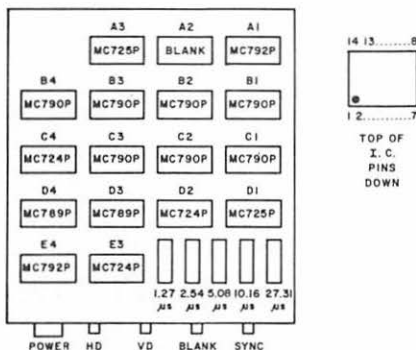 A3 A2 A1
MC725P BLANK MC792P
B4 B3 B2 B1
MC790P MC790P MC790P MC790P
C4 C3 C2 C1
MC724P MC790P MC790P MC790P
D4 D3 D2 D1
MC789P MC789P MC724P MC725P
E4 E3
MC792P MC724P
1.27 2.54 5.08 10.16 27.31
μs μs μs μs μs
POWER HD VD BLANK SYNC
14 13.........8
1 2............7
TOP OF
I. C.
PINS
DOWN